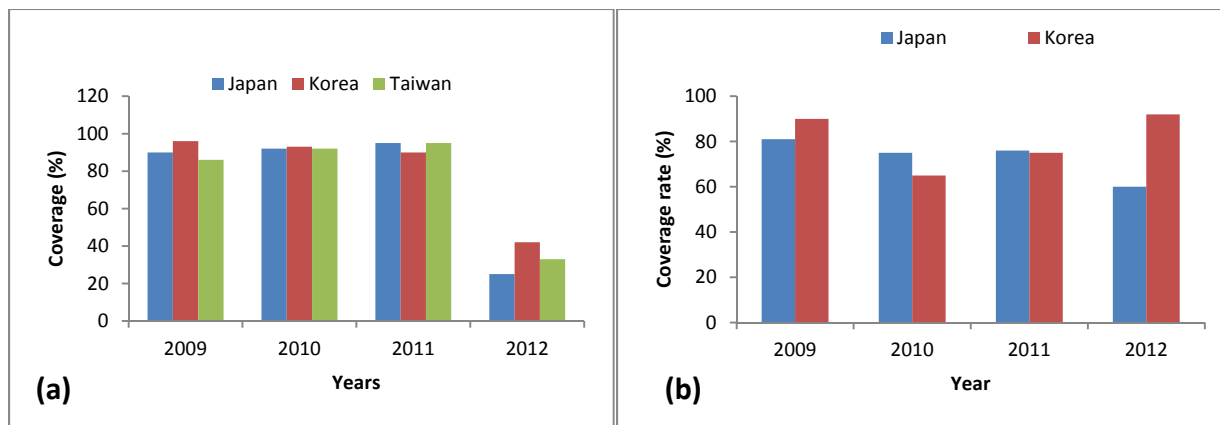 Japan Korea Taiwan
Coverage (%)
120
100
80
60
40
20
0
2009 2010 2011 2012
Years
(a)
Japan Korea
Coverage rate (%)
100
80
60
40
20
0
2009 2010 2011 2012
Year
(b)